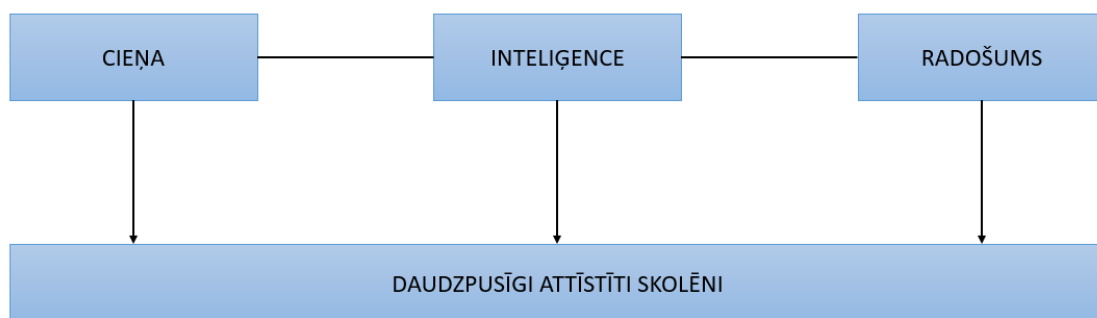 CIEŅA
INTELIĢENCE
RADOŠUMS
DAUDZPUSĪGI ATTĪSTĪTI SKOLĒNI